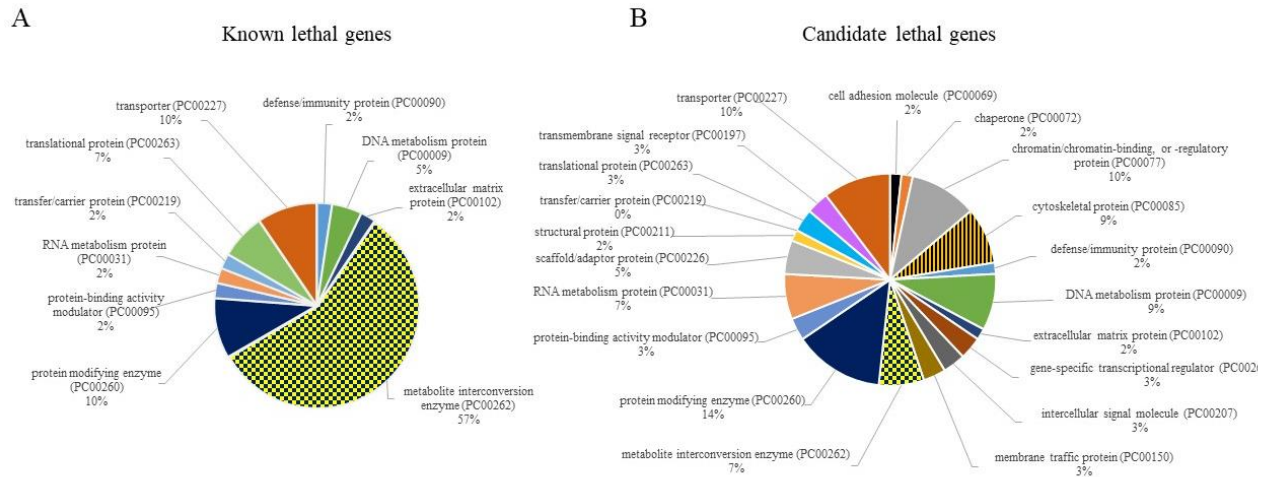 A
Known lethal genes
transporter (PC00227)
10%
defense/immunity protein (PC00090)
2%
translational protein (PC00263)
7%
DNA metabolism protein
(PC00009)
5%
transfer/carrier protein (PC00219)
2%
extracellular matrix
protein (PC00102)
2%
RNA metabolism protein
(PC00031)
2%
protein-binding activity
modulator (PC00095)
2%
protein modifying enzyme
(PC00260)
10%
metabolite interconversion
enzyme (PC00262)
57%
B
Candidate lethal genes
transporter (PC00227)
10%
cell adhesion molecule (PC00069)
2%
chaperone (PC00072)
2%
transmembrane signal receptor (PC00197)
3%
chromatin/chromatin-binding, or -regulatory
protein (PC00077)
10%
translational protein (PC00263)
3%
transfer/carrier protein (PC00219)
0%
cytoskeletal protein (PC00085)
9%
structural protein (PC00211)
2%
defense/immunity protein (PC00090)
2%
scaffold/adaptor protein (PC00226)
5%
RNA metabolism protein (PC00031)
7%
DNA metabolism protein (PC00009)
9%
protein-binding activity modulator (PC00095)
3%
extracellular matrix protein (PC00102)
2%
gene-specific transcriptional regulator
3%
protein modifying enzyme (PC00260)
14%
intercellular signal molecule (PC00207)
3%
metabolite interconversion enzyme (PC00262)
7%
membrane traffic protein (PC00150)
3%